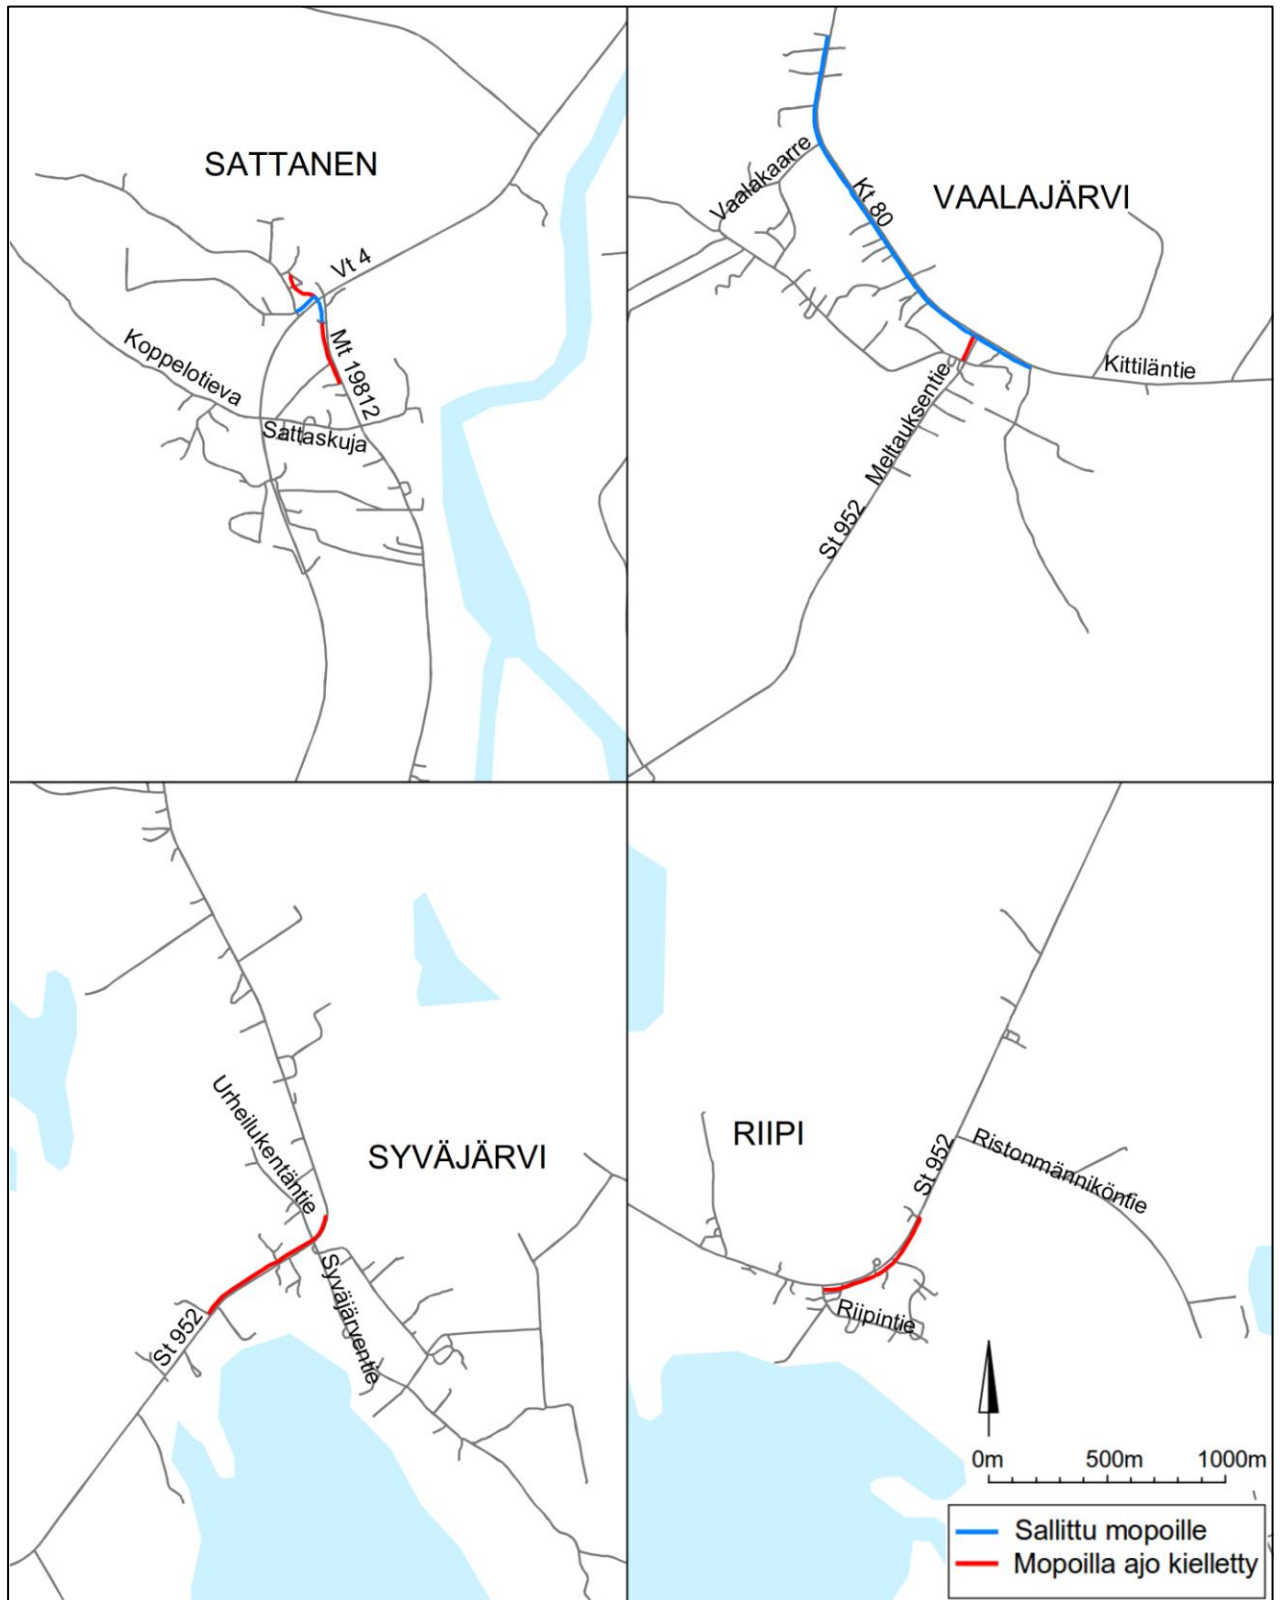 SATTANEN
Vt 4
Mt 19812
Koppelotieva
Sattaskuja
VAALAJÄRVI
Vaalakaarre
Kt 80
Kittiläntie
Meltauksentie
St 952
SYVÄJÄRVI
Urheilukentäntie
Syväjärventie
St 952
RIIPI
St 952
Ristonmänniköntie
Riipintie
0m 500m 1000m
Sallittu mopoille
Mopoilla ajo kielletty